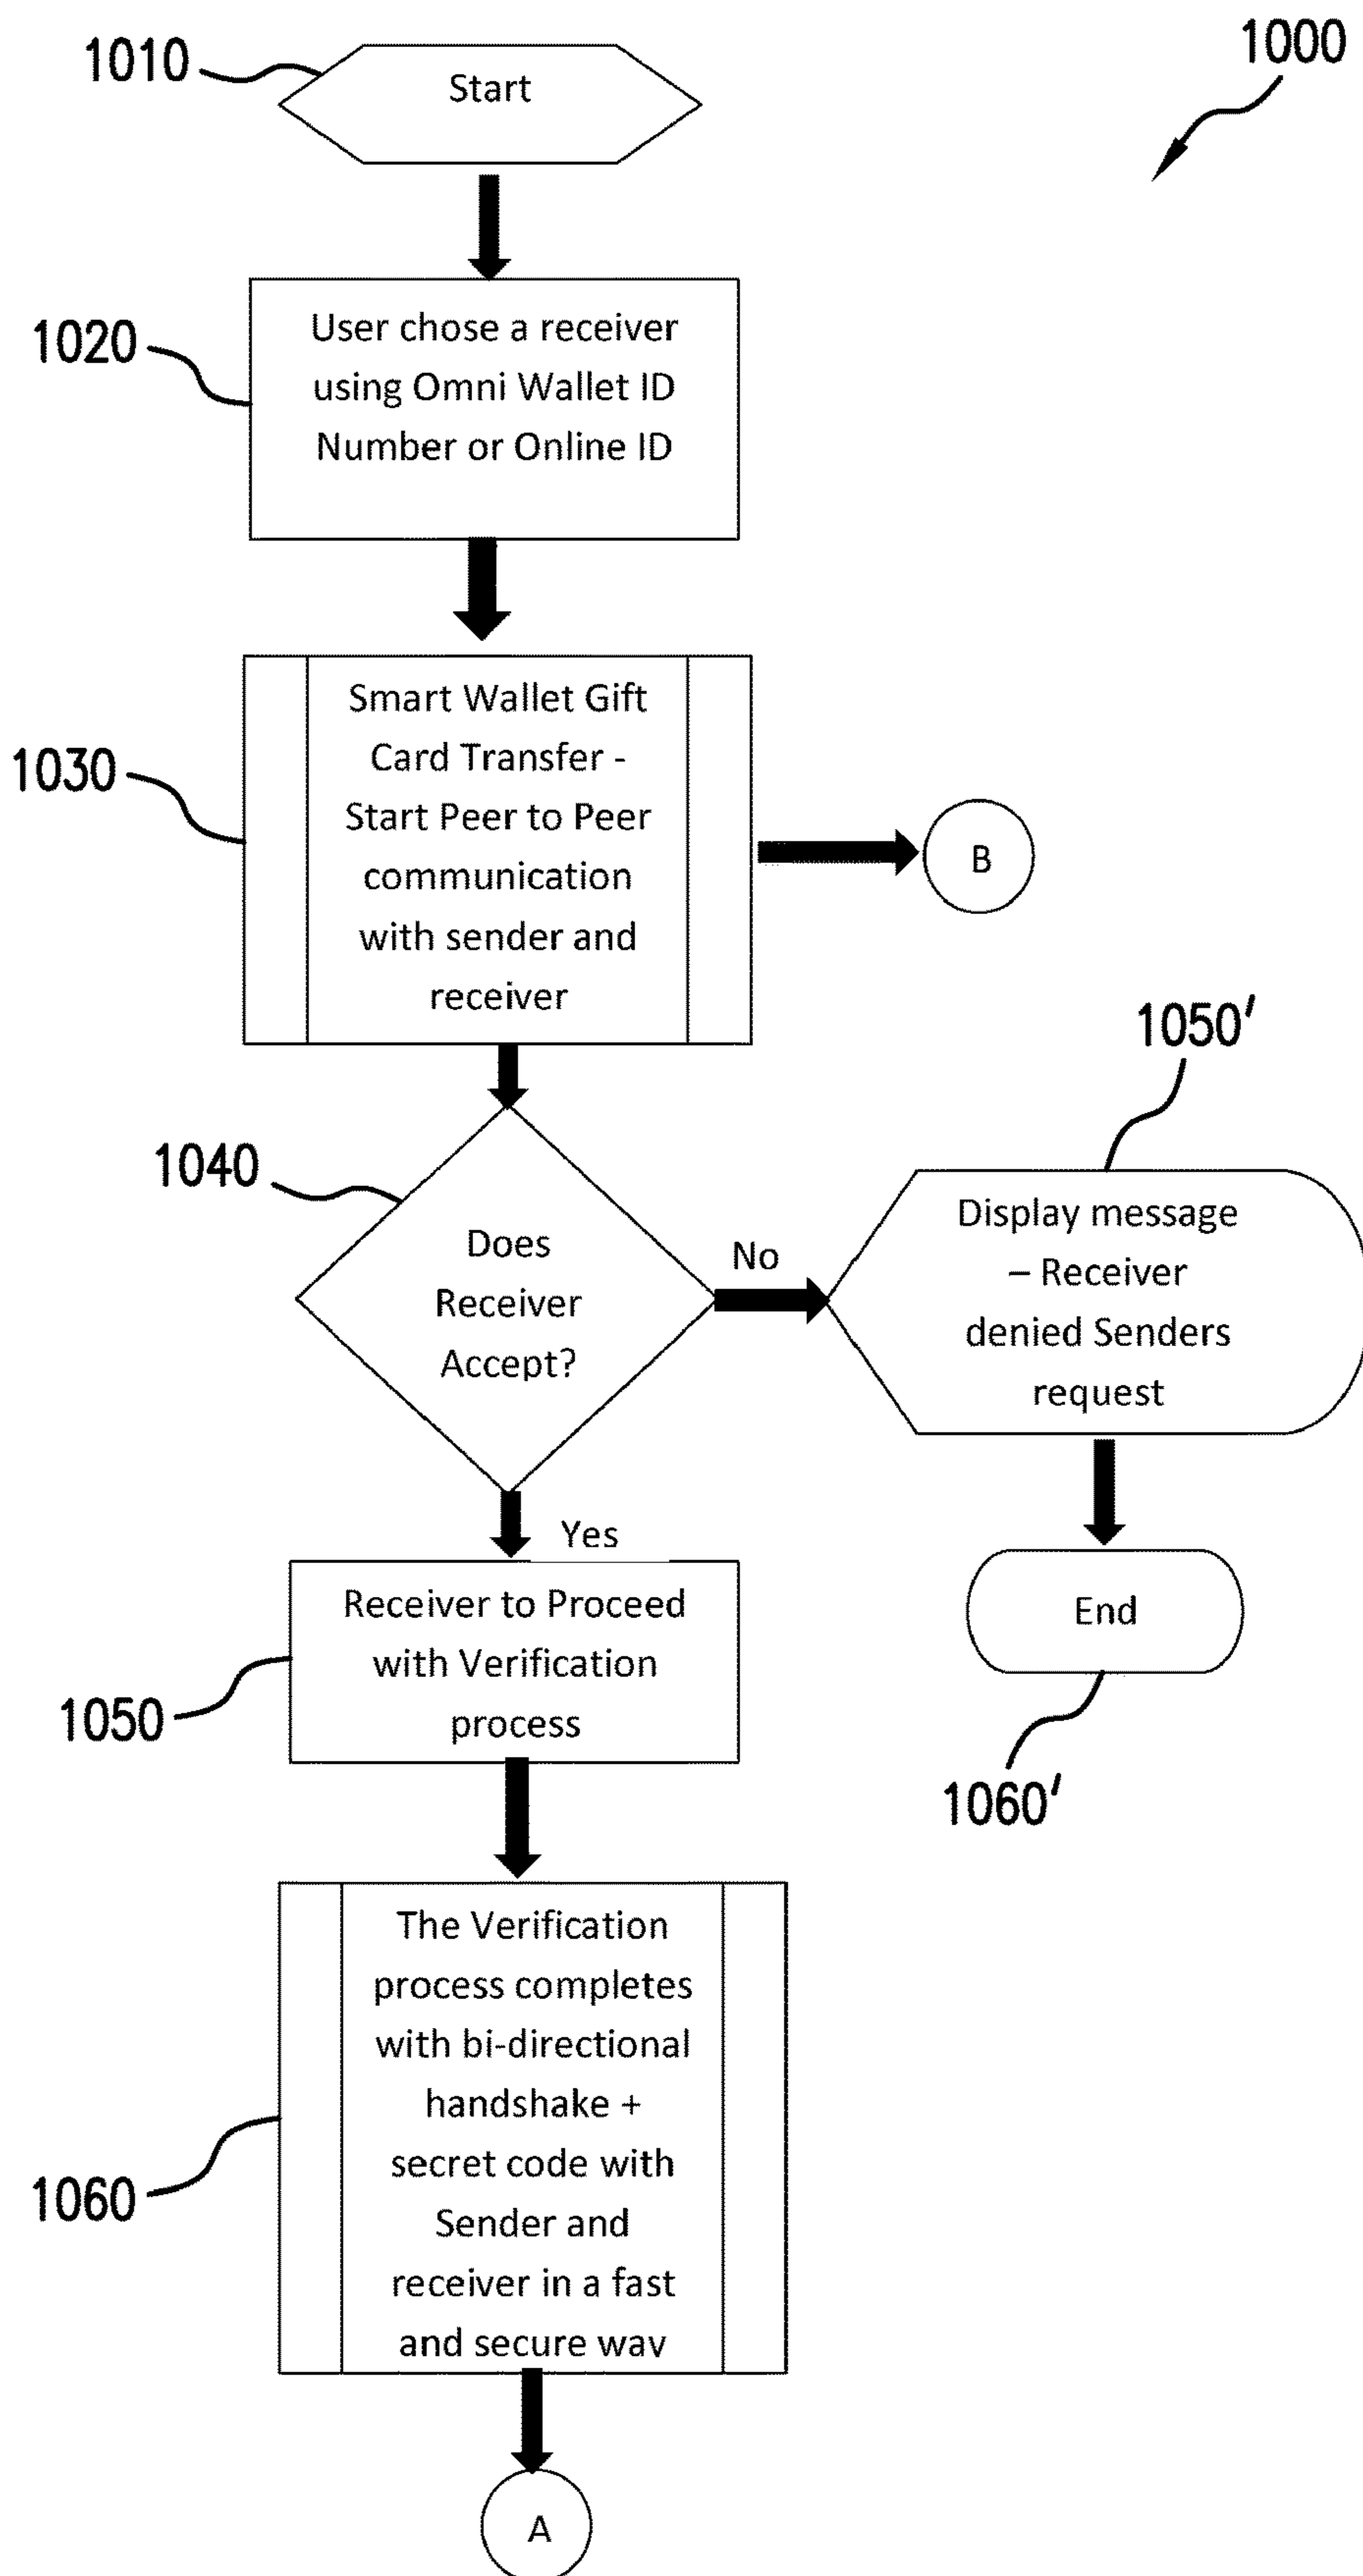 1000
1010
Start
1020
User chose a receiver
using Omni Wallet ID
Number or Online ID
1030
Smart Wallet Gift
Card Transfer -
Start Peer to Peer
communication
with sender and
receiver
B
1040
Does
Receiver
Accept?
No
1050'
Display message
– Receiver
denied Senders
request
End
1060'
Yes
1050
Receiver to Proceed
with Verification
process
1060
The Verification
process completes
with bi-directional
handshake +
secret code with
Sender and
receiver in a fast
and secure way
A